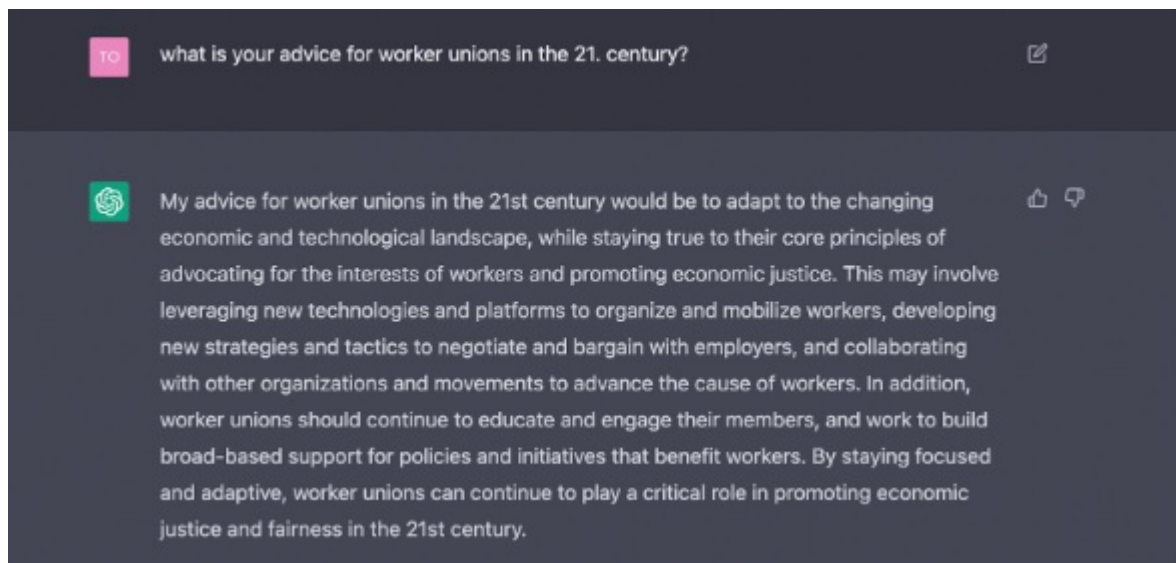 TO
what is your advice for worker unions in the 21. century?
My advice for worker unions in the 21st century would be to adapt to the changing
economic and technological landscape, while staying true to their core principles of
advocating for the interests of workers and promoting economic justice. This may involve
leveraging new technologies and platforms to organize and mobilize workers, developing
new strategies and tactics to negotiate and bargain with employers, and collaborating
with other organizations and movements to advance the cause of workers. In addition,
worker unions should continue to educate and engage their members, and work to build
broad-based support for policies and initiatives that benefit workers. By staying focused
and adaptive, worker unions can continue to play a critical role in promoting economic
justice and fairness in the 21st century.